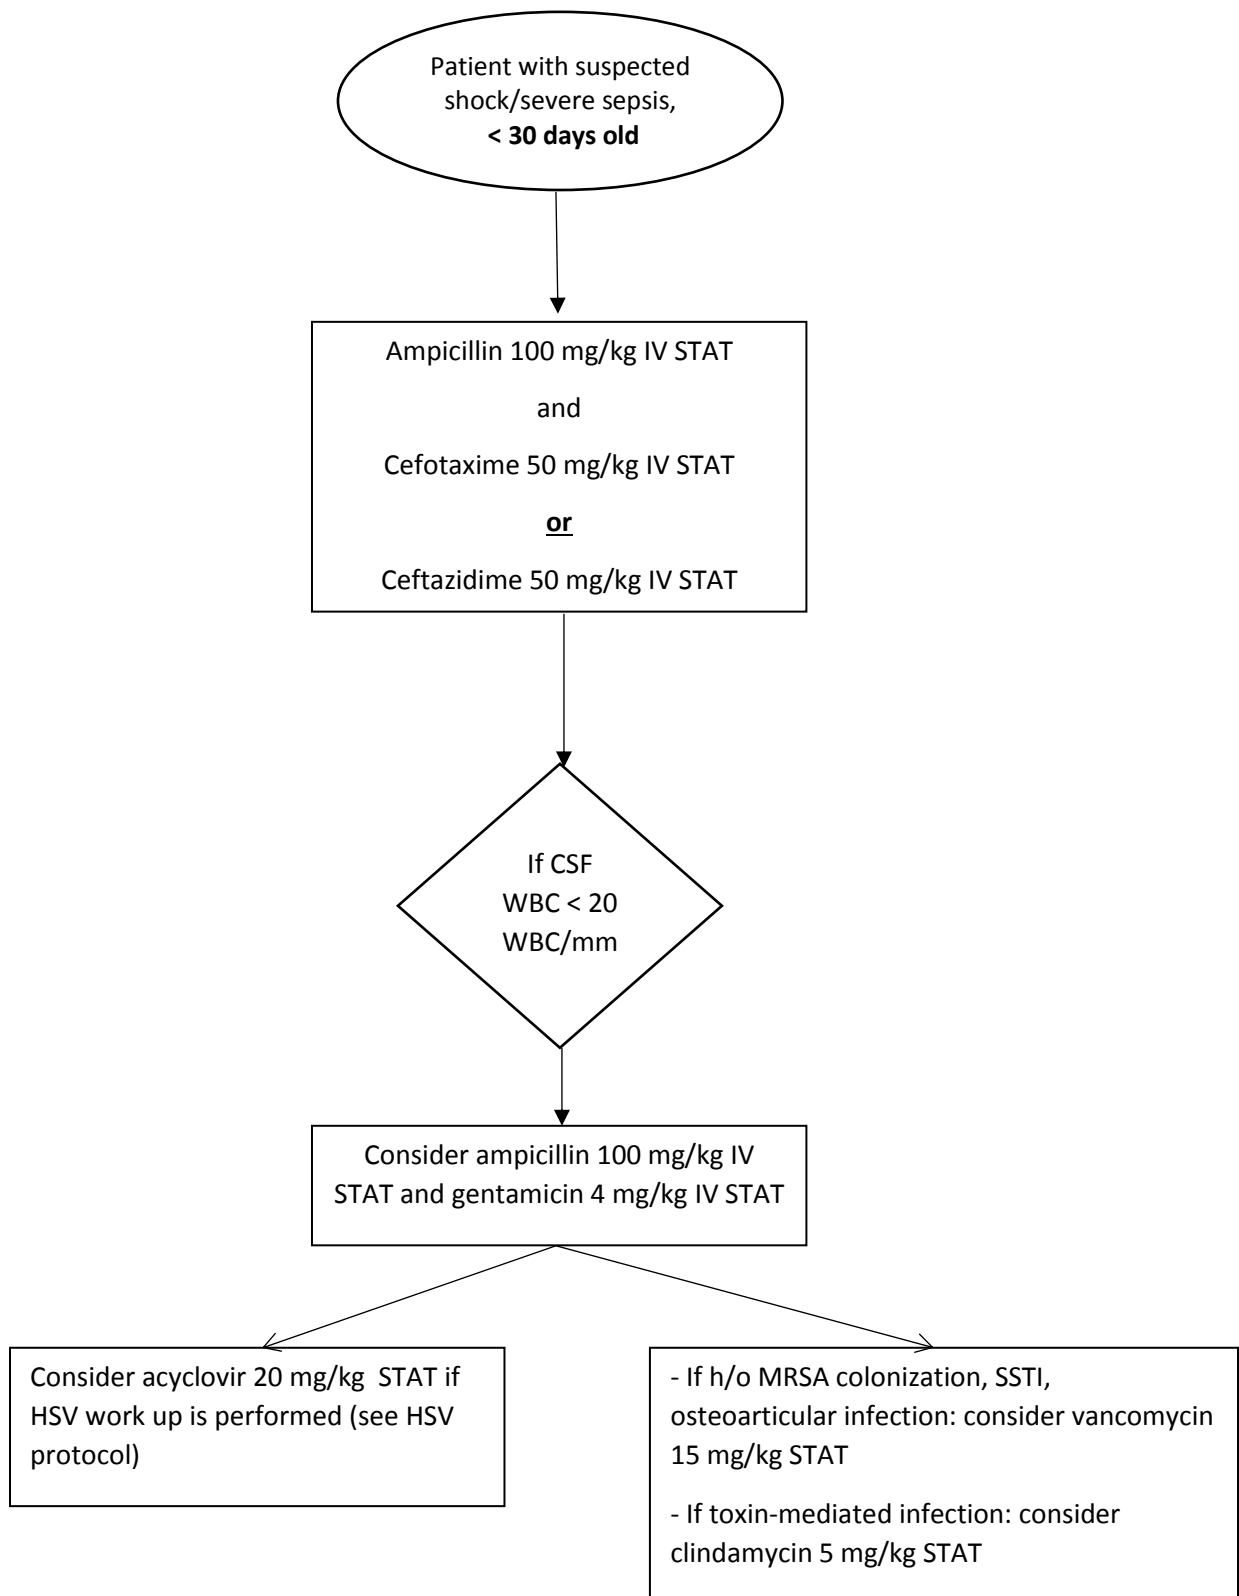 Patient with suspected
shock/severe sepsis,
< 30 days old
Ampicillin 100 mg/kg IV STAT
and
Cefotaxime 50 mg/kg IV STAT
or
Ceftazidime 50 mg/kg IV STAT
If CSF
WBC < 20
WBC/mm
Consider ampicillin 100 mg/kg IV
STAT and gentamicin 4 mg/kg IV STAT
Consider acyclovir 20 mg/kg  STAT if
HSV work up is performed (see HSV
protocol)
- If h/o MRSA colonization, SSTI,
osteoarticular infection: consider vancomycin
15 mg/kg STAT
- If toxin-mediated infection: consider
clindamycin 5 mg/kg STAT